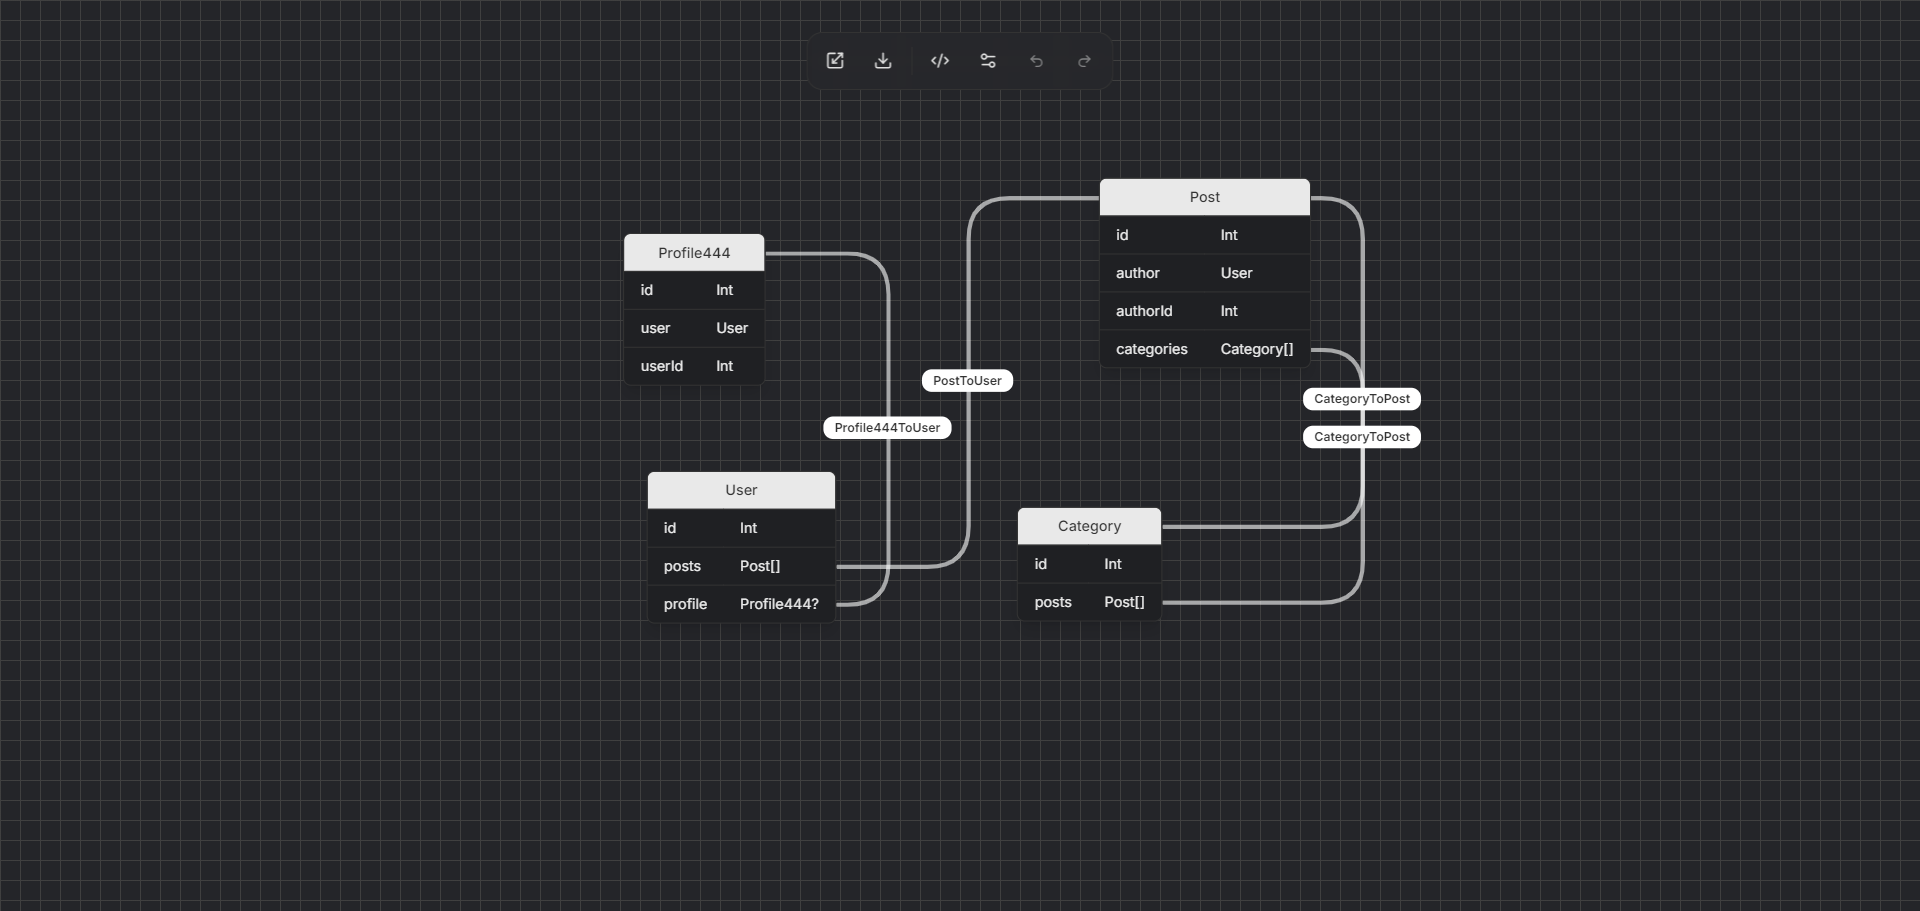 Post
id Int
author User
authorId Int
categories Category[]
Profile444
id Int
user User
userId Int
PostToUser
CategoryToPost
Profile444ToUser
CategoryToPost
User
id Int
posts Post[]
profile Profile444?
Category
id Int
posts Post[]